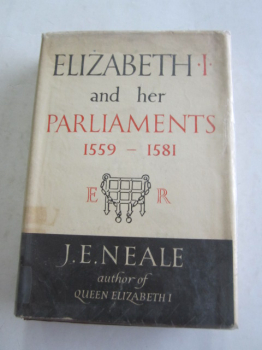 ELIZABETH·I·
and her
PARLIAMENTS
1559 – 1581
E R
J.E.NEALE
author of
QUEEN ELIZABETH I